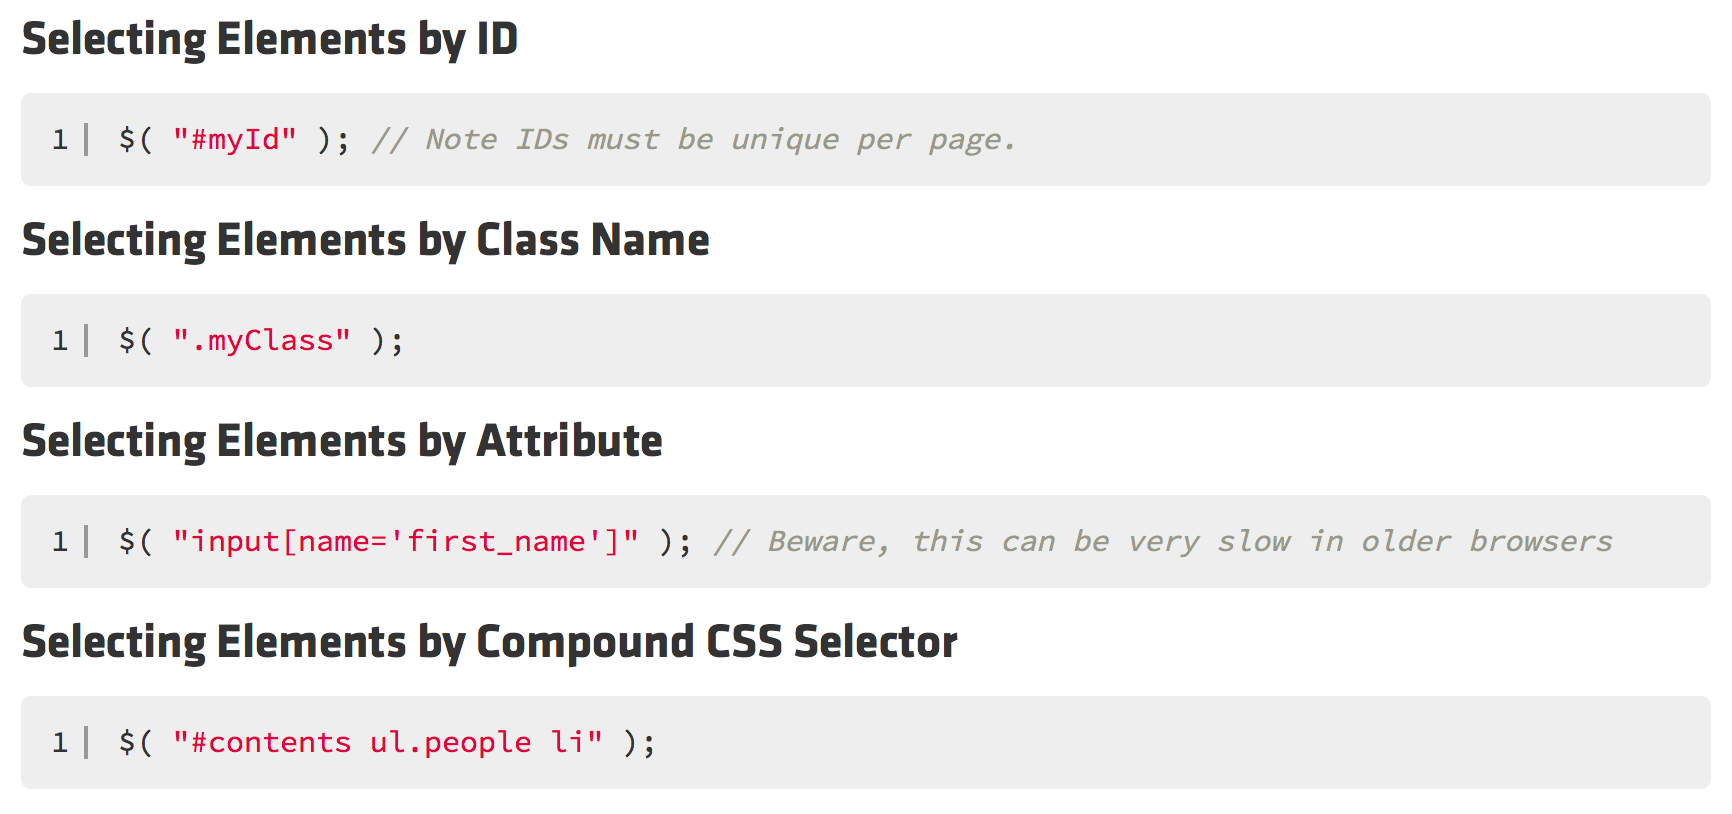 Selecting Elements by ID
1 $( "#myId" ); // Note IDs must be unique per page.
Selecting Elements by Class Name
1 $( ".myClass" );
Selecting Elements by Attribute
1 $( "input[name='first_name']" ); // Beware, this can be very slow in older browsers
Selecting Elements by Compound CSS Selector
1 $( "#contents ul.people li" );